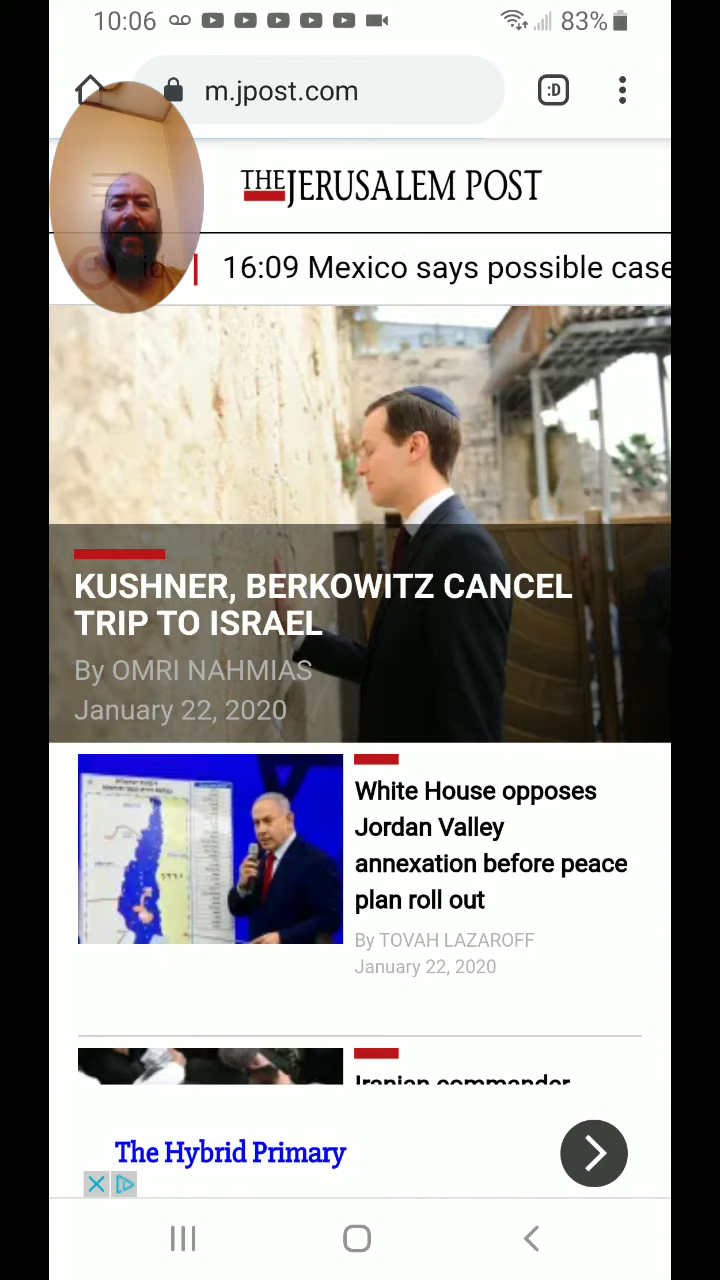 10:06
83%
:D
m.jpost.com
THE JERUSALEM POST
16:09 Mexico says possible case
KUSHNER, BERKOWITZ CANCEL
TRIP TO ISRAEL
By OMRI NAHMIAS
January 22, 2020
White House opposes
Jordan Valley
annexation before peace
plan roll out
By TOVAH LAZAROFF
January 22, 2020
Iranian commander
The Hybrid Primary